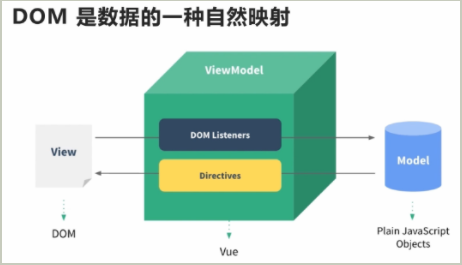 DOM 是数据的一种自然映射
ViewModel
DOM Listeners
View
Directives
Model
DOM
Vue
Plain JavaScript
Objects